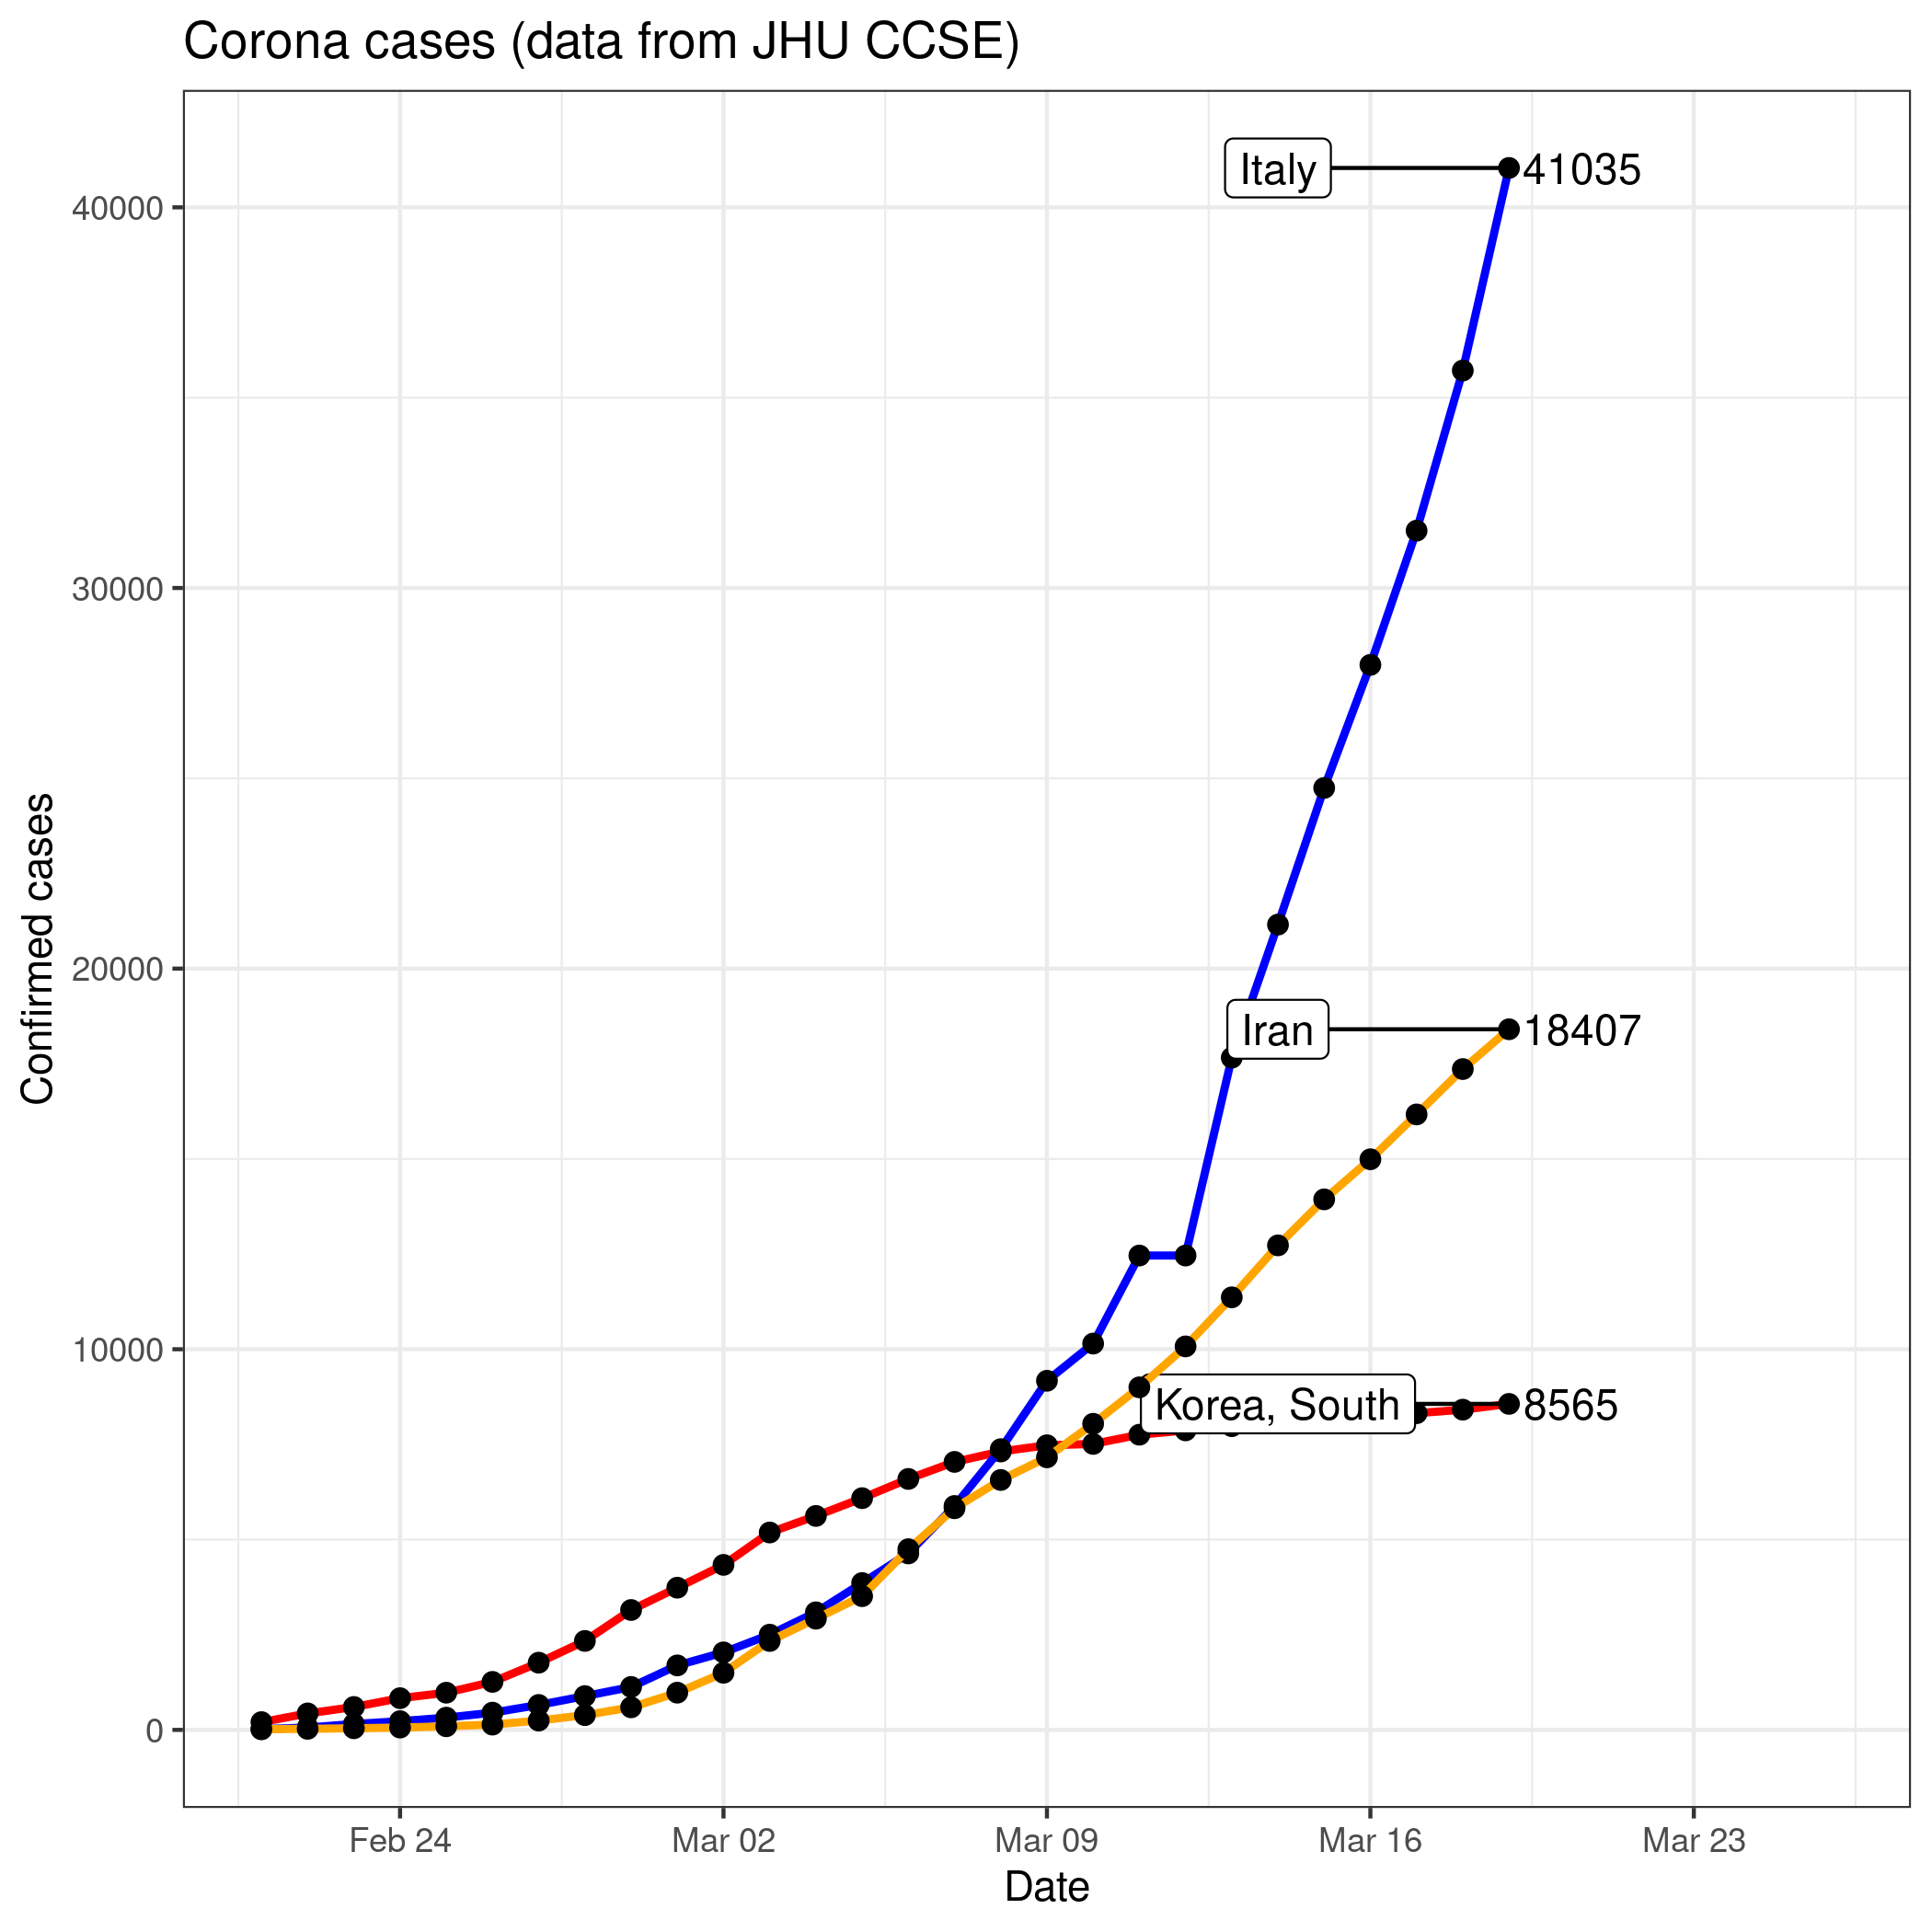 Corona cases (data from JHU CCSE)
Italy 41035
40000
30000
Confirmed cases
20000
Iran 18407
10000
Korea, South 8565
0
Feb 24 Mar 02 Mar 09 Mar 16 Mar 23
Date